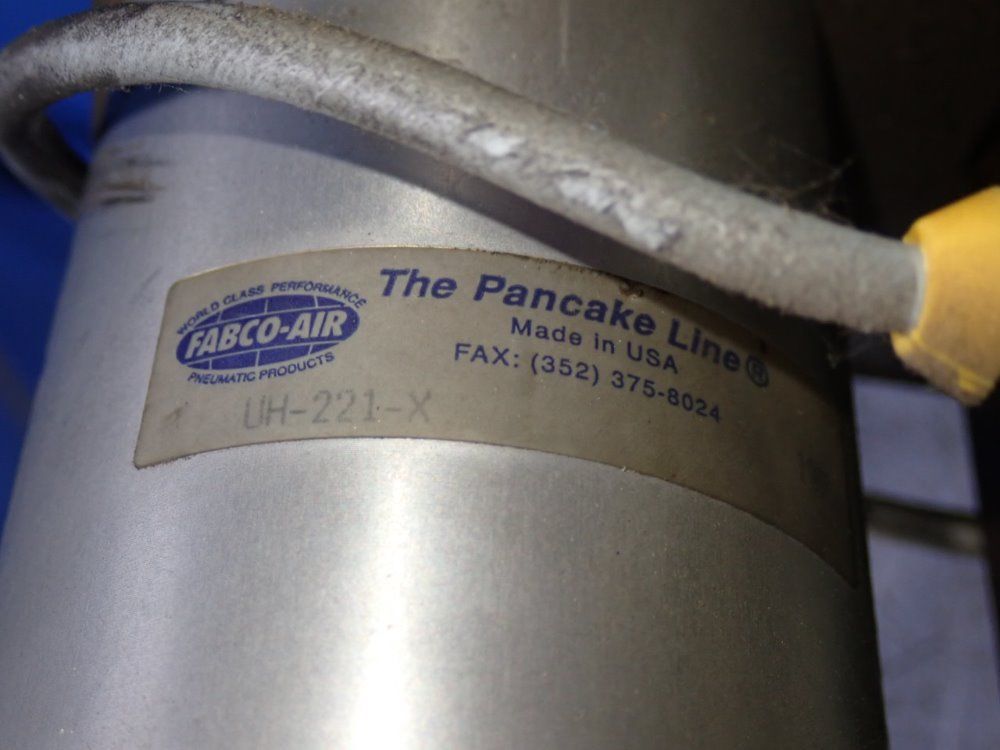 WORLD CLASS PERFORMANCE
FABCO-AIR
PNEUMATIC PRODUCTS
The Pancake Line®
Made in USA
FAX: (352) 375-8024
UH-221-X